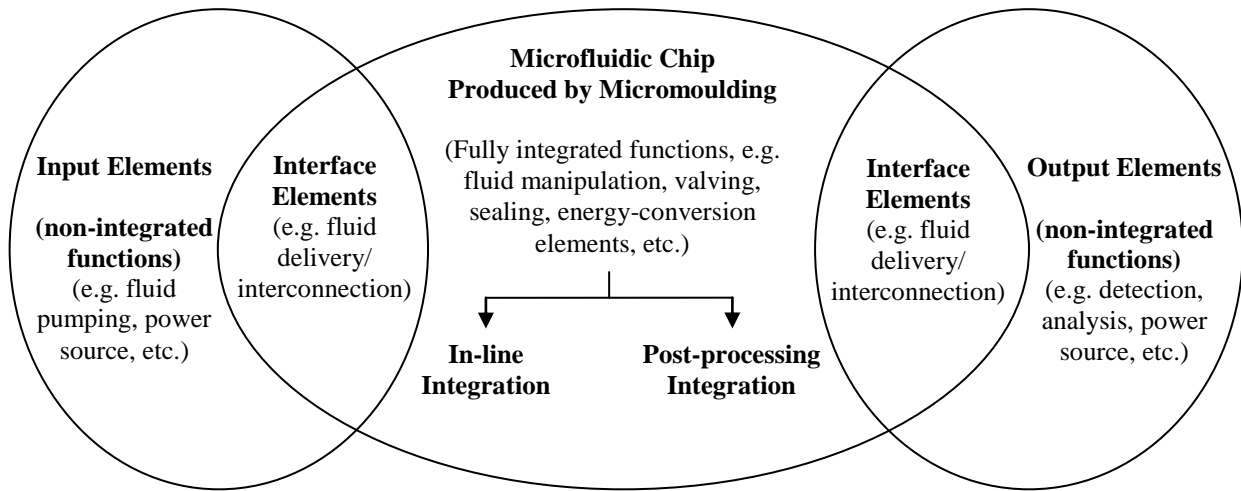 Input Elements
(non-integrated
functions)
(e.g. fluid
pumping, power
source, etc.)
Interface
Elements
(e.g. fluid
delivery/
interconnection)
Microfluidic Chip
Produced by Micromoulding
(Fully integrated functions, e.g.
fluid manipulation, valving,
sealing, energy-conversion
elements, etc.)
In-line
Integration
Post-processing
Integration
Interface
Elements
(e.g. fluid
delivery/
interconnection)
Output Elements
(non-integrated
functions)
(e.g. detection,
analysis, power
source, etc.)